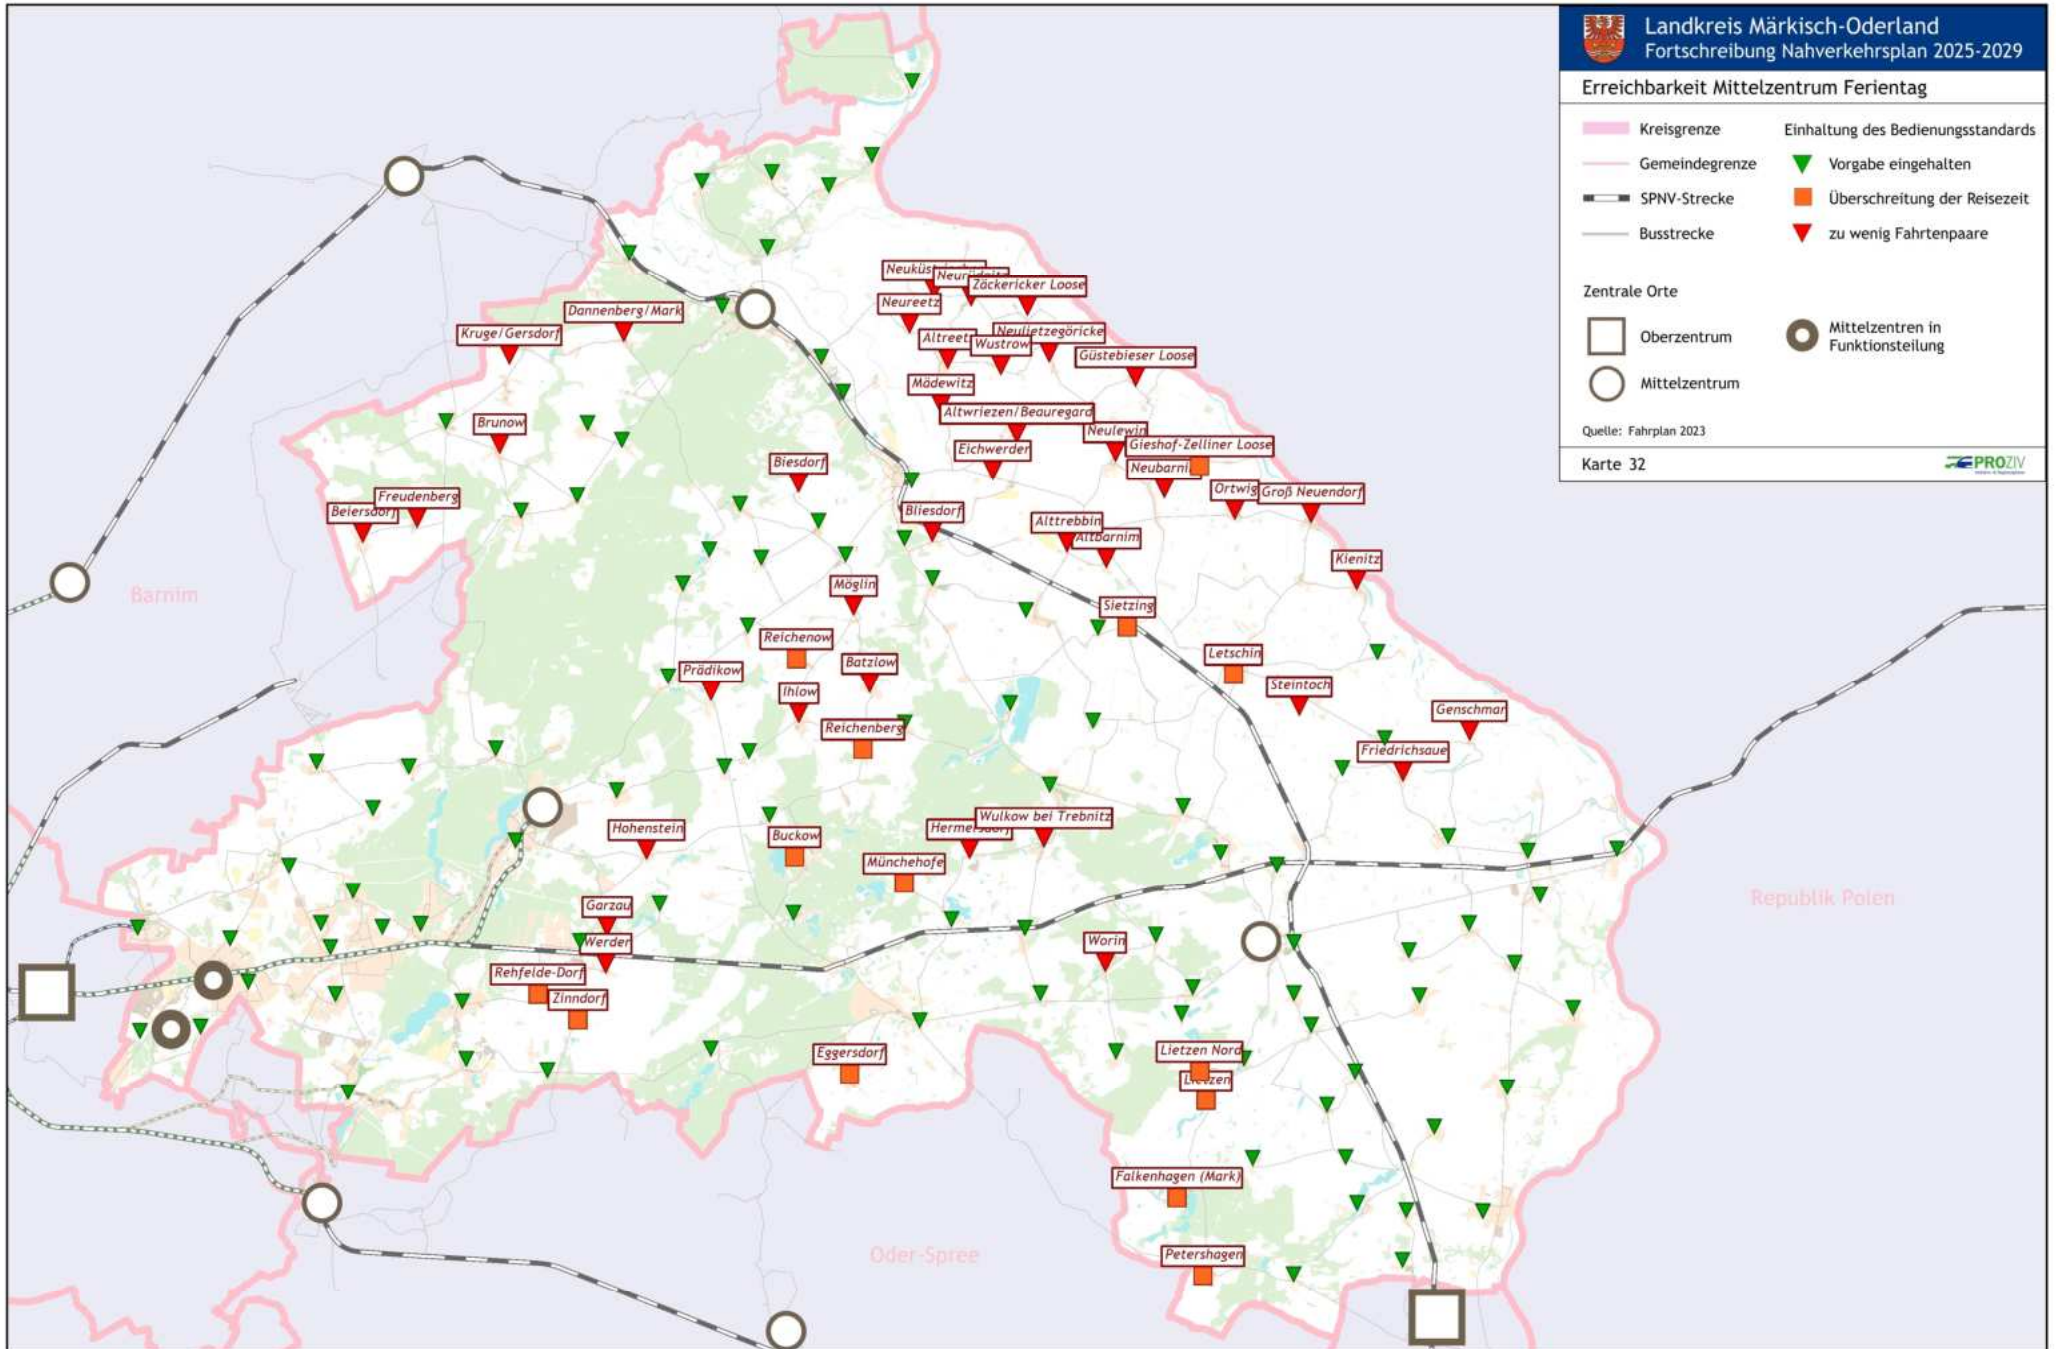 Landkreis Märkisch-Oderland
Fortschreibung Nahverkehrsplan 2025-2029
Erreichbarkeit Mittelzentrum Ferientag
Kreisgrenze
Gemeindegrenze
SPNV-Strecke
Busstrecke
Einhaltung des Bedienungsstandards
Vorgabe eingehalten
Überschreitung der Reisezeit
zu wenig Fahrtenpaare
Zentrale Orte
Oberzentrum
Mittelzentrum
Mittelzentren in
Funktionsteilung
Quelle: Fahrplan 2023
Karte 32
PROZIV
Zäckericker Loose
Neureetz
Dannenberg/Mark
Kruge/Gersdorf
Neulietzegöricke
Wustrow
Güstebieser Loose
Mädewitz
Altwriezen/Beauregard
Brunow
Neulewin
Gieshof-Zelliner Loose
Eichwerder
Biesdorf
Ortwig
Groß Neuendorf
Freudenberg
Beiersdorf
Bliesdorf
Alttrebbin
Altbarnim
Kienitz
Barnim
Möglin
Sietzing
Reichenow
Letschin
Batzlow
Prädikow
Steintoch
Ihlow
Genschmar
Reichenberg
Friedrichsaue
Wulkow bei Trebnitz
Hohenstein
Buckow
Hermersdorf
Münchehofe
Republik Polen
Garzau
Werder
Worin
Rehfelde-Dorf
Zinndorf
Eggersdorf
Lietzen Nord
Lietzen
Falkenhagen (Mark)
Oder-Spree
Petershagen